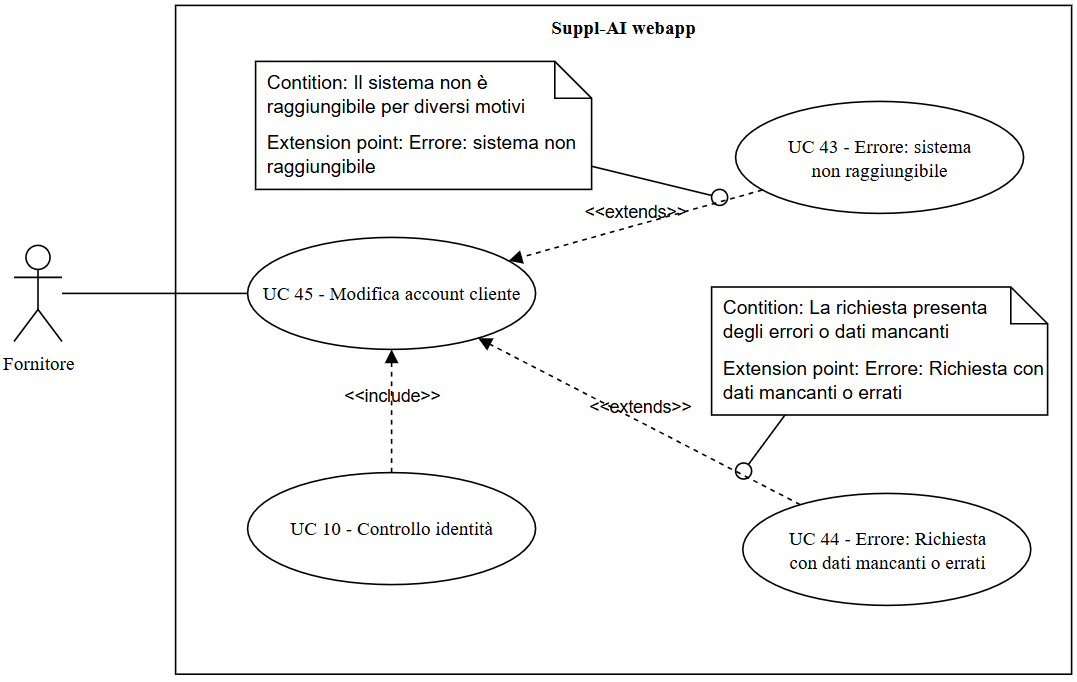 Suppl-AI webapp
Contition: Il sistema non è
raggiungibile per diversi motivi
Extension point: Errore: sistema non
raggiungibile
UC 43 - Errore: sistema
non raggiungibile
<<extends>>
UC 45 - Modifica account cliente
Fornitore
Contition: La richiesta presenta
degli errori o dati mancanti
Extension point: Errore: Richiesta con
dati mancanti o errati
<<include>>
<<extends>>
UC 10 - Controllo identità
UC 44 - Errore: Richiesta
con dati mancanti o errati